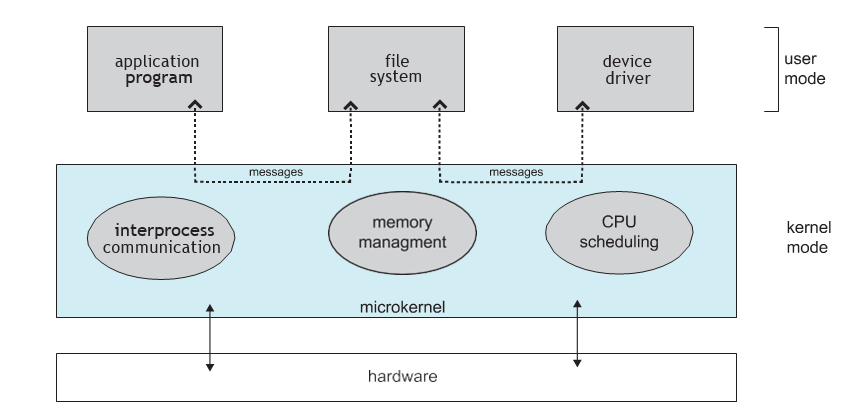 application
program
file
system
device
driver
user
mode
messages
messages
interprocess
communication
memory
managment
CPU
scheduling
kernel
mode
microkernel
hardware